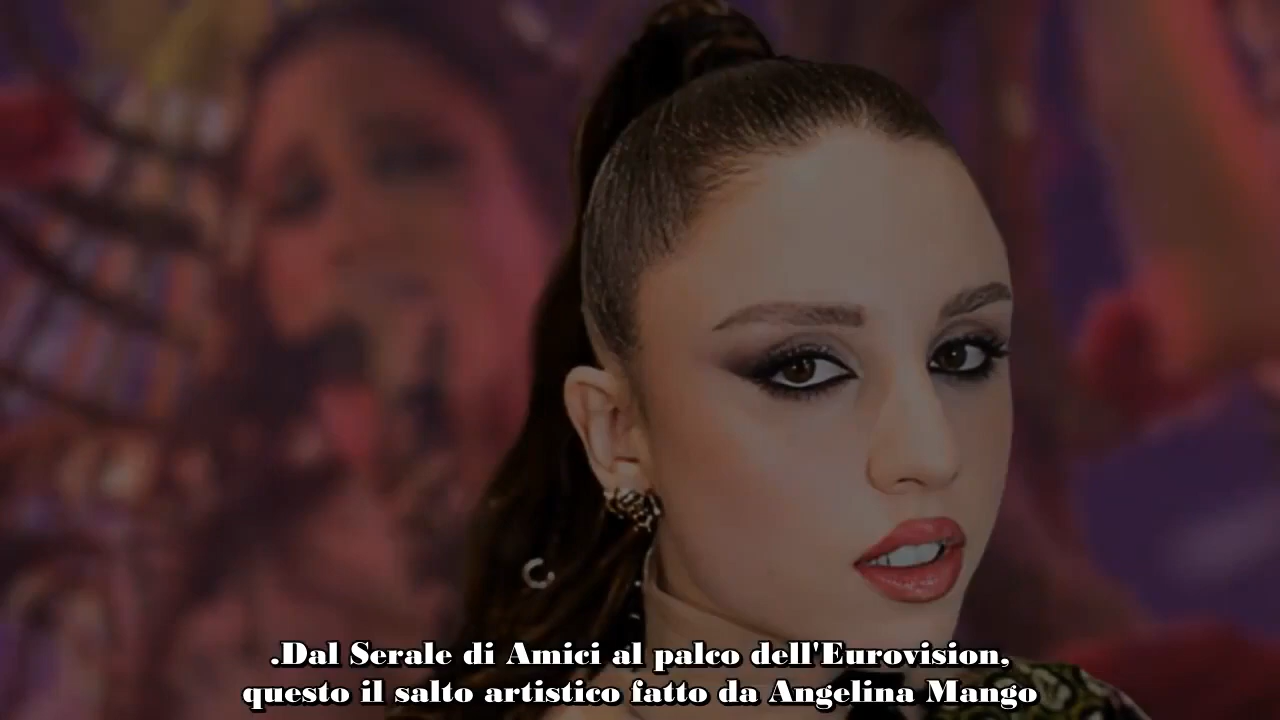 .Dal Serale di Amici al palco dell'Eurovision,
questo il salto artistico fatto da Angelina Mango